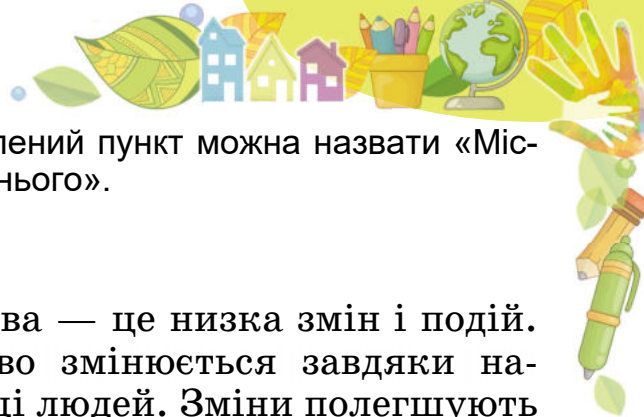 лений пункт можна назвати «Міс-
нього».
ва — це низка змін і подій.
во змінюється завдяки на-
ці людей. Зміни полегшують